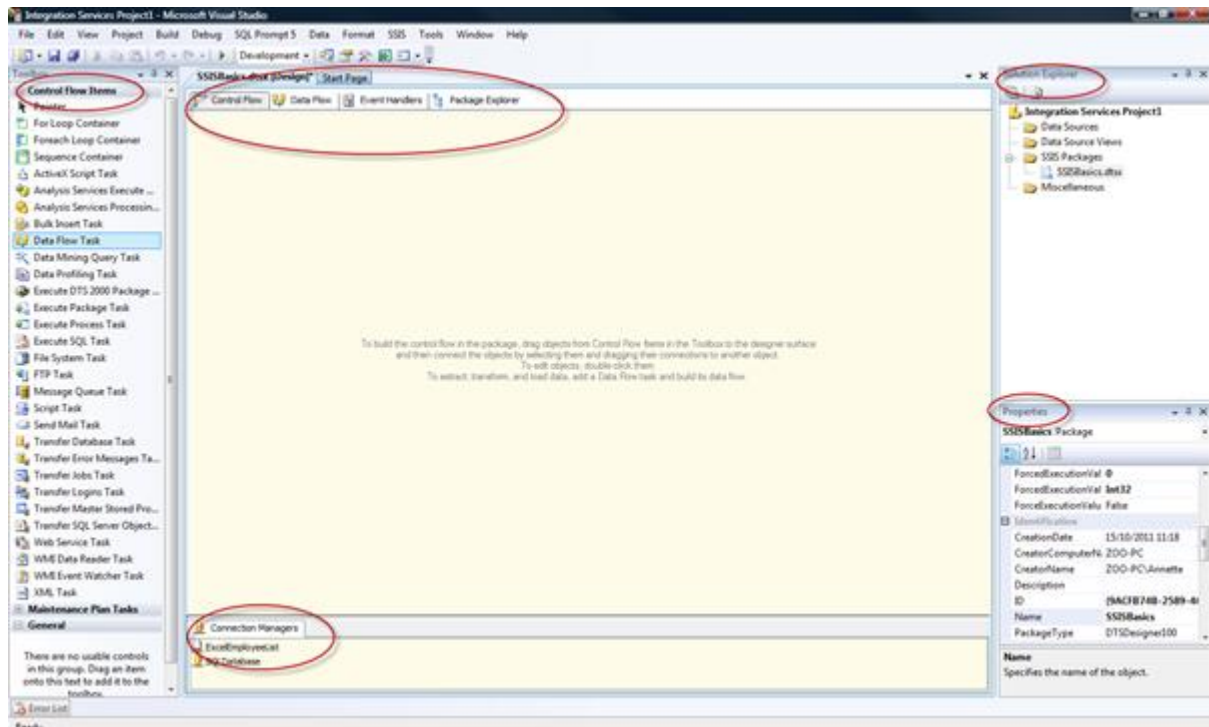 Integration Services Project1 - Microsoft Visual Studio
File Edit View Project Build Debug SQL Prompt 5 Data Format SSIS Tools Window Help
Development
Toolbox
Control Flow Items
Pointer
For Loop Container
Foreach Loop Container
Sequence Container
ActiveX Script Task
Analysis Services Execute ...
Analysis Services Processin...
Bulk Insert Task
Data Flow Task
Data Mining Query Task
Data Profiling Task
Execute DTS 2000 Package ...
Execute Package Task
Execute Process Task
Execute SQL Task
File System Task
FTP Task
Message Queue Task
Script Task
Send Mail Task
Transfer Database Task
Transfer Error Messages Ta...
Transfer Jobs Task
Transfer Logins Task
Transfer Master Stored Pro...
Transfer SQL Server Object...
Web Service Task
WMI Data Reader Task
WMI Event Watcher Task
XML Task
Maintenance Plan Tasks
General
There are no usable controls
in this group. Drag an item
onto this text to add it to the
toolbox.
SSISBasics.dtsx [Design]* Start Page
Control Flow Data Flow Event Handlers Package Explorer
To build the control flow in the package, drag objects from Control Flow Items in the Toolbox to the designer surface
and then connect the objects by selecting them and dragging their connections to another object.
To edit objects, double-click them.
To extract, transform, and load data, add a Data Flow task and build its data flow.
Connection Managers
ExcelEmployeeList
SQLDatabase
Solution Explorer
Integration Services Project1
Data Sources
Data Source Views
SSIS Packages
SSISBasics.dtsx
Miscellaneous
Properties
SSISBasics Package
ForcedExecutionVal 0
ForcedExecutionVal Int32
ForceExecutionValu False
Identification
CreationDate 15/10/2011 11:18
CreatorComputerN ZOO-PC
CreatorName ZOO-PC\Annette
Description
ID {9ACFB74B-2589-4
Name SSISBasics
PackageType DTSDesigner100
Name
Specifies the name of the object.
Error List
Ready